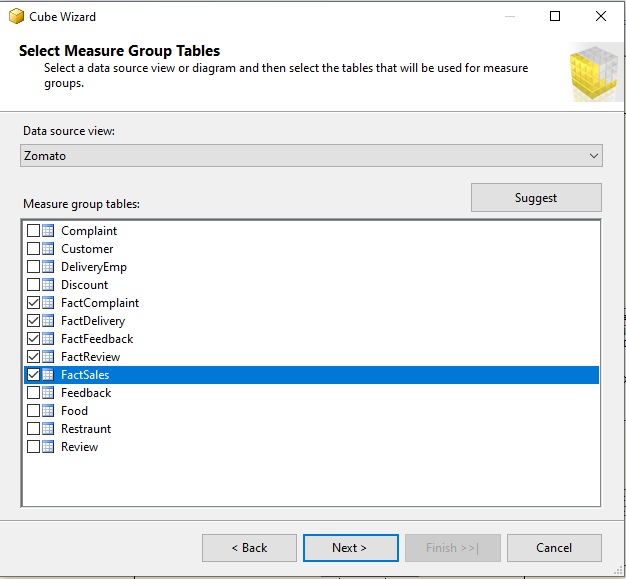 Cube Wizard
Select Measure Group Tables
Select a data source view or diagram and then select the tables that will be used for measure
groups.
Data source view:
Zomato
Suggest
Measure group tables:
Complaint
Customer
DeliveryEmp
Discount
FactComplaint
FactDelivery
FactFeedback
FactReview
FactSales
Feedback
Food
Restraunt
Review
< Back
Next >
Finish >>|
Cancel